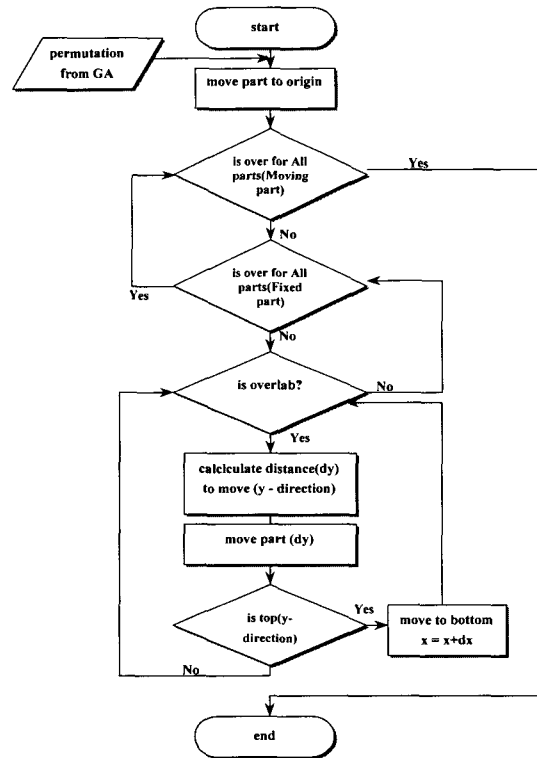 start
permutation
from GA
move part to origin
is over for All
parts(Moving
part)
Yes
No
is over for All
parts(Fixed
part)
Yes
No
is overlab?
No
Yes
calclculate distance(dy)
to move (y - direction)
move part (dy)
is top(y-
direction)
Yes
move to bottom
x = x+dx
No
end